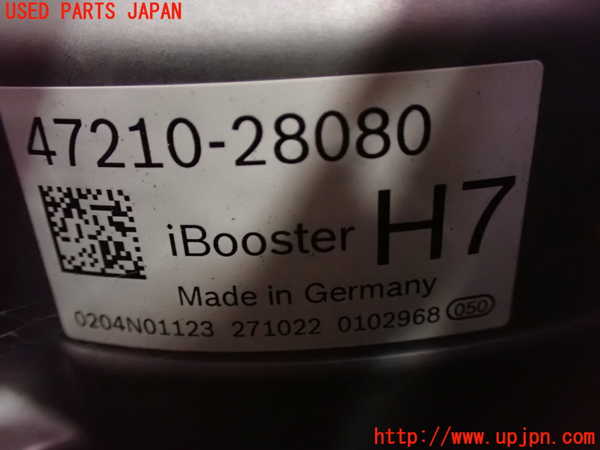 USED PARTS JAPAN
47210-28080
iBooster H7
Made in Germany
0204N01123 271022 0102968 050
http://www.upjpn.com